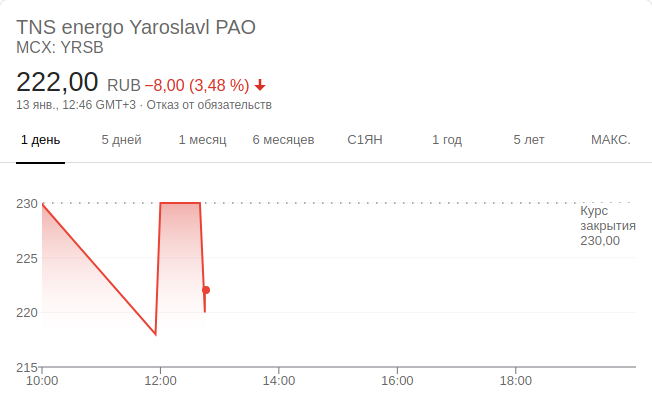 TNS energo Yaroslavl PAO
MCX: YRSB
222,00 RUB −8,00 (3,48 %)
13 янв., 12:46 GMT+3 · Отказ от обязательств
1 день 5 дней 1 месяц 6 месяцев С1ЯН 1 год 5 лет МАКС.
230
Курс
закрытия
230,00
225
220
215
10:00 12:00 14:00 16:00 18:00